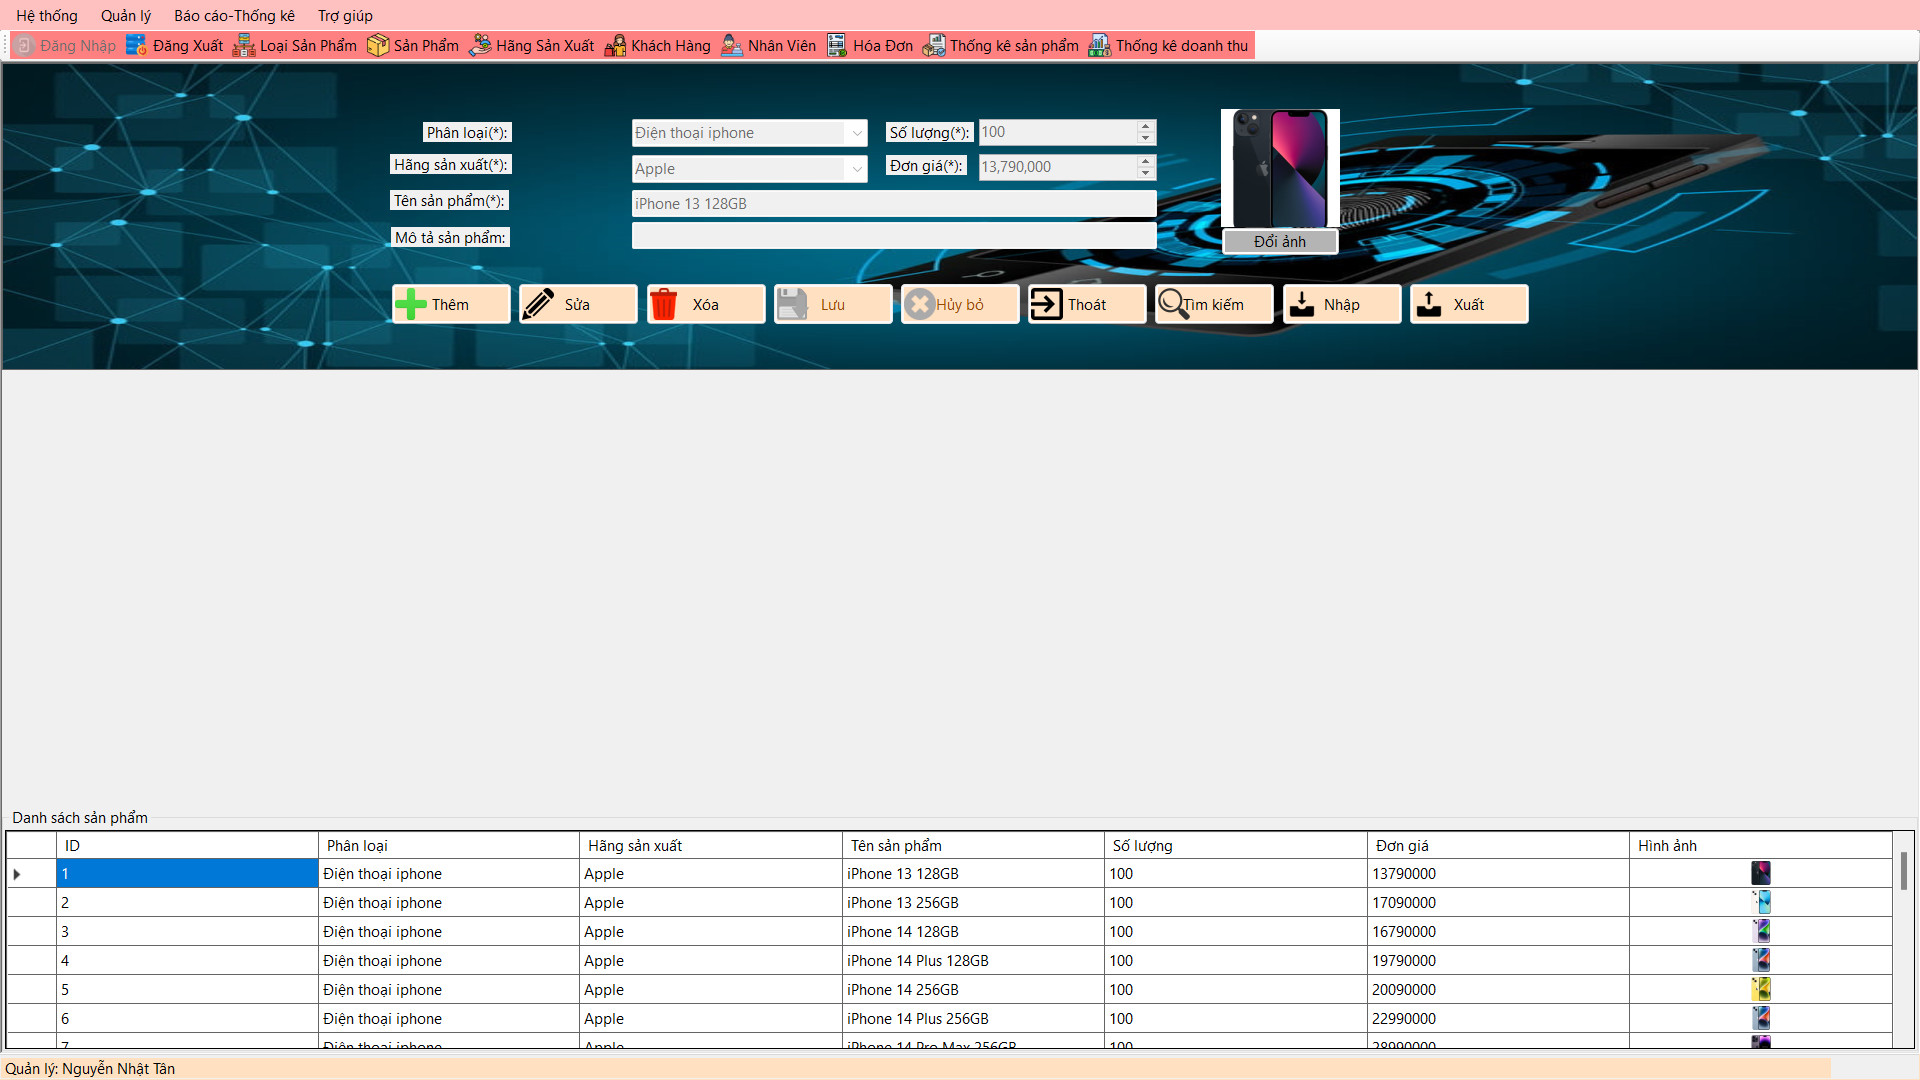 Hệ thống Quản lý Báo cáo-Thống kê Trợ giúp
Đăng Nhập Đăng Xuất Loại Sản Phẩm Sản Phẩm Hãng Sản Xuất Khách Hàng Nhân Viên Hóa Đơn Thống kê sản phẩm Thống kê doanh thu
Phân loại(*): Điện thoại iphone Số lượng(*): 100
Hãng sản xuất(*): Apple Đơn giá(*): 13,790,000
Tên sản phẩm(*): iPhone 13 128GB
Mô tả sản phẩm: Đổi ảnh
Thêm Sửa Xóa Lưu Hủy bỏ Thoát Tìm kiếm Nhập Xuất
Danh sách sản phẩm
ID Phân loại Hãng sản xuất Tên sản phẩm Số lượng Đơn giá Hình ảnh
1 Điện thoại iphone Apple iPhone 13 128GB 100 13790000
2 Điện thoại iphone Apple iPhone 13 256GB 100 17090000
3 Điện thoại iphone Apple iPhone 14 128GB 100 16790000
4 Điện thoại iphone Apple iPhone 14 Plus 128GB 100 19790000
5 Điện thoại iphone Apple iPhone 14 256GB 100 20090000
6 Điện thoại iphone Apple iPhone 14 Plus 256GB 100 22990000
7 Điện thoại iphone Apple iPhone 14 Pro Max 256GB 100 28990000
Quản lý: Nguyễn Nhật Tân